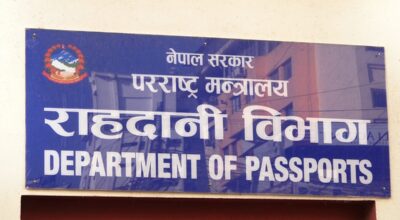 नेपाल सरकार
परराष्ट्र मन्त्रालय
राहदानी विभाग
DEPARTMENT OF PASSPORTS